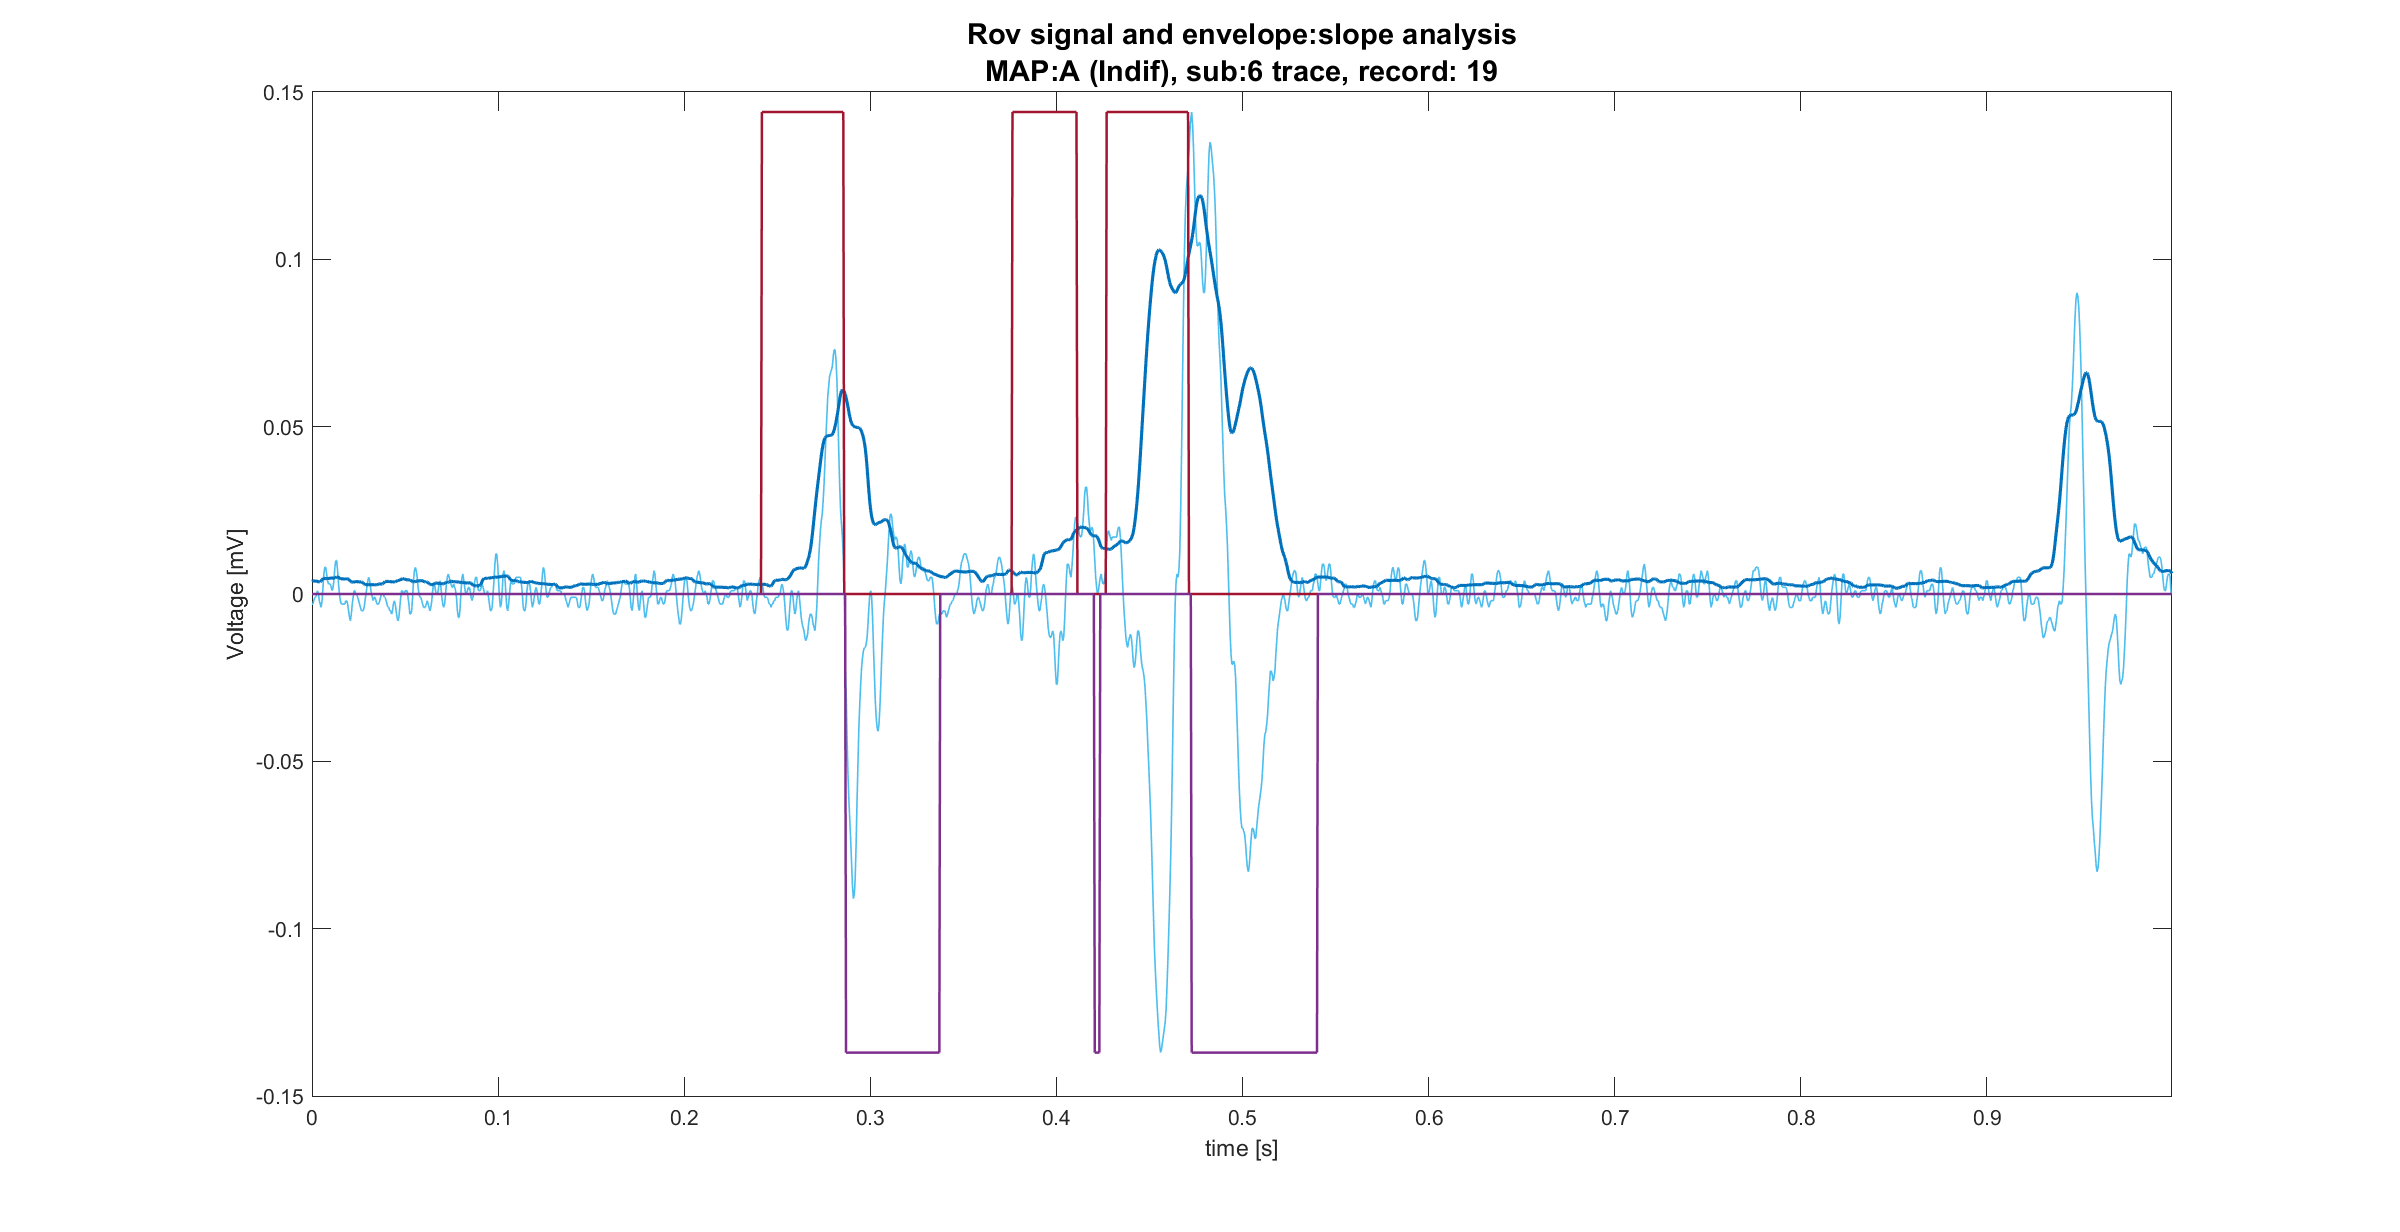 Rov signal and envelope:slope analysis
MAP:A (Indif), sub:6 trace, record: 19
0.15
0.1
0.05
0
-0.05
-0.1
-0.15
Voltage [mV]
0 0.1 0.2 0.3 0.4 0.5 0.6 0.7 0.8 0.9
time [s]